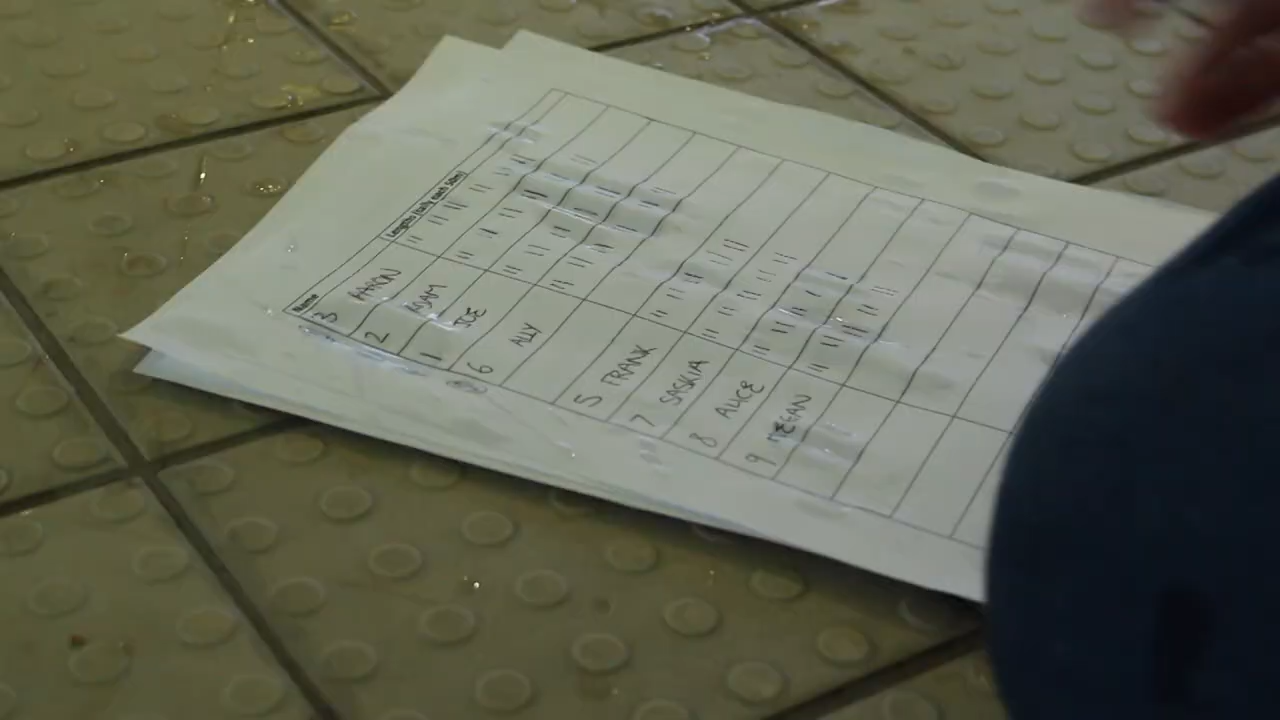 Name Lengths (tally each 50m)
3 AARON
2 ADAM
1 JOE
6 ALLY
5 FRANK
7 SASKIA
8 ALICE
9 MEGAN